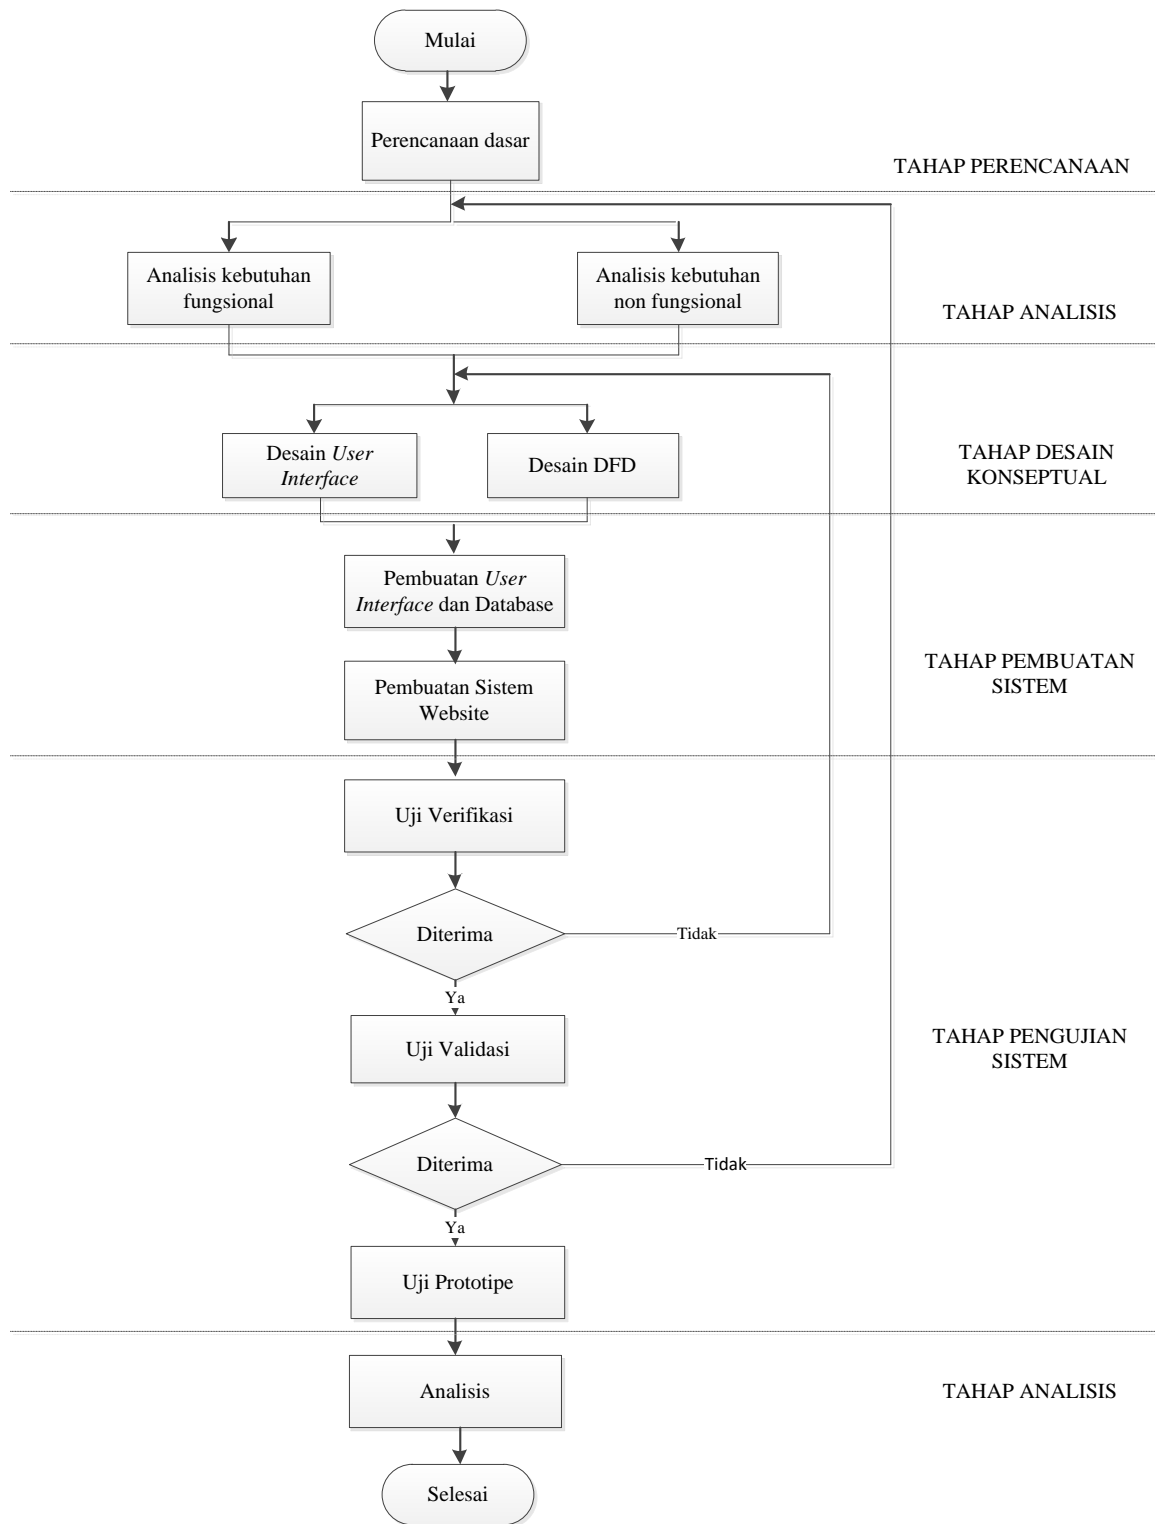 Mulai
Perencanaan dasar
TAHAP PERENCANAAN
Analisis kebutuhan
fungsional
Analisis kebutuhan
non fungsional
TAHAP ANALISIS
Desain User
Interface
Desain DFD
TAHAP DESAIN
KONSEPTUAL
Pembuatan User
Interface dan Database
Pembuatan Sistem
Website
TAHAP PEMBUATAN
SISTEM
Uji Verifikasi
Diterima
Tidak
Ya
Uji Validasi
TAHAP PENGUJIAN
SISTEM
Diterima
Tidak
Ya
Uji Prototipe
Analisis
TAHAP ANALISIS
Selesai